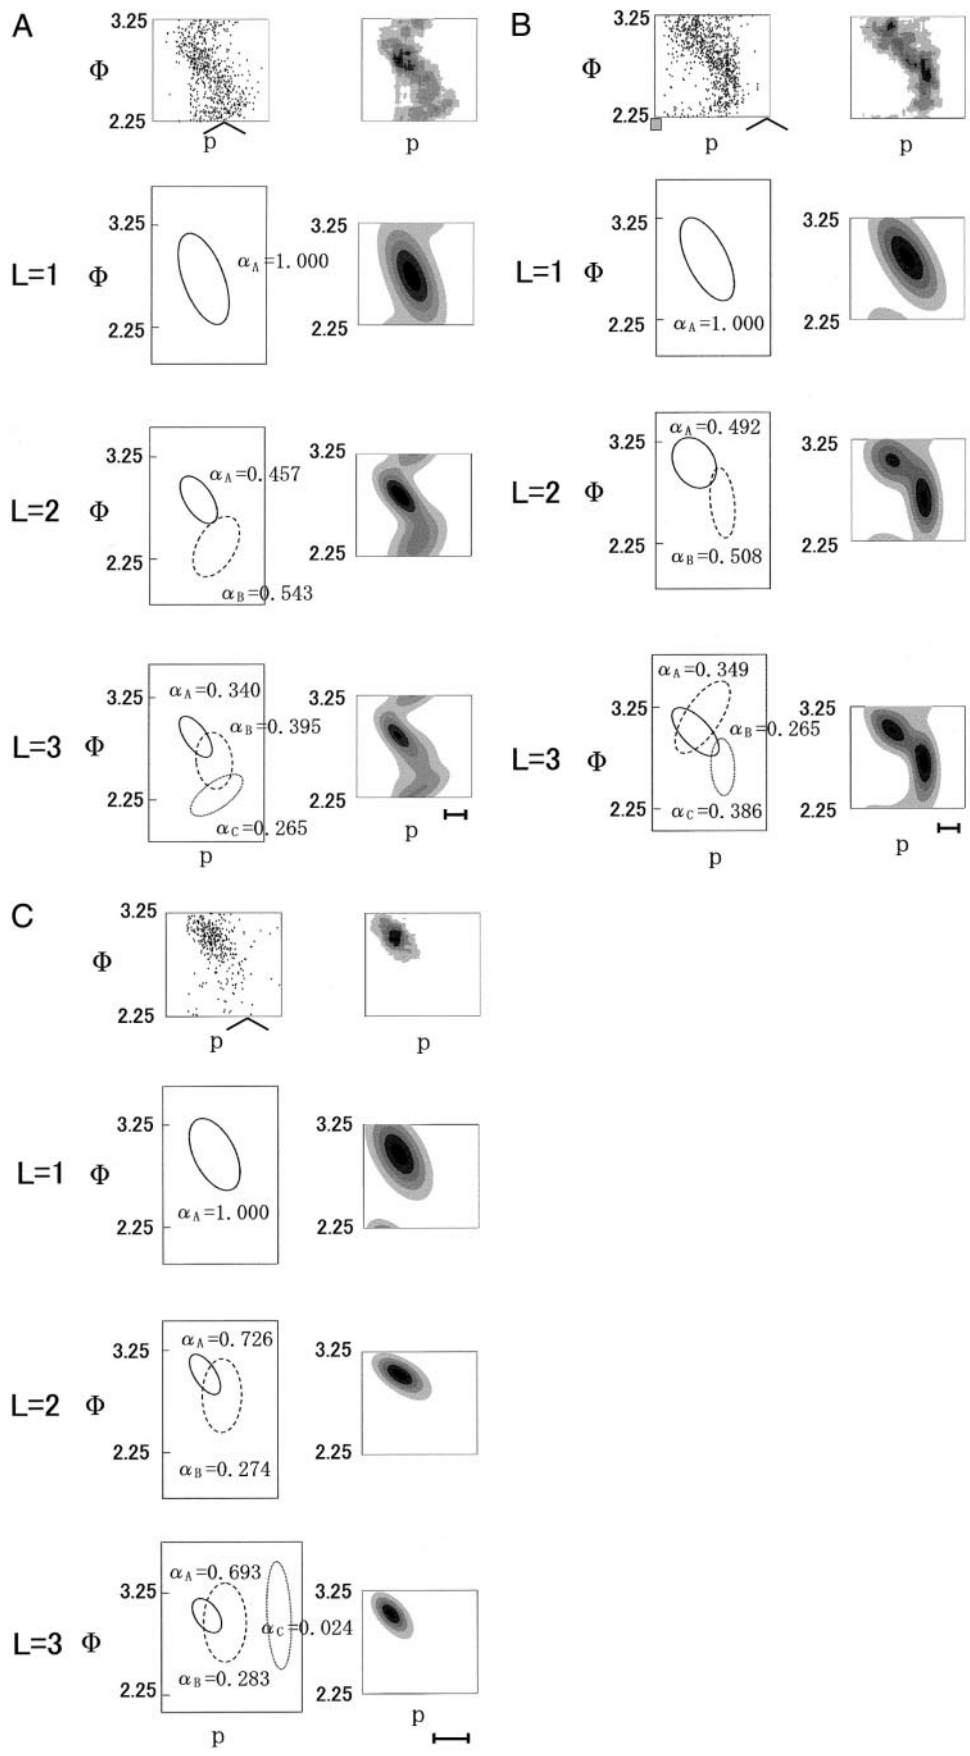 A
3.25
Φ
2.25
p
p
L=1 Φ
3.25
2.25
αA=1.000
3.25
2.25
L=2 Φ
3.25
2.25
αA=0.457
αB=0.543
3.25
2.25
L=3 Φ
3.25
2.25
αA=0.340
αB=0.395
αC=0.265
p
3.25
2.25
p
B
3.25
Φ
2.25
p
p
L=1 Φ
3.25
2.25
αA=1.000
3.25
2.25
L=2 Φ
3.25
2.25
αA=0.492
αB=0.508
3.25
2.25
L=3 Φ
3.25
2.25
αA=0.349
αB=0.265
αC=0.386
p
3.25
2.25
p
C
3.25
Φ
2.25
p
p
L=1 Φ
3.25
2.25
αA=1.000
3.25
2.25
L=2 Φ
3.25
2.25
αA=0.726
αB=0.274
3.25
2.25
L=3 Φ
3.25
2.25
αA=0.693
αC=0.024
αB=0.283
p
3.25
2.25
p